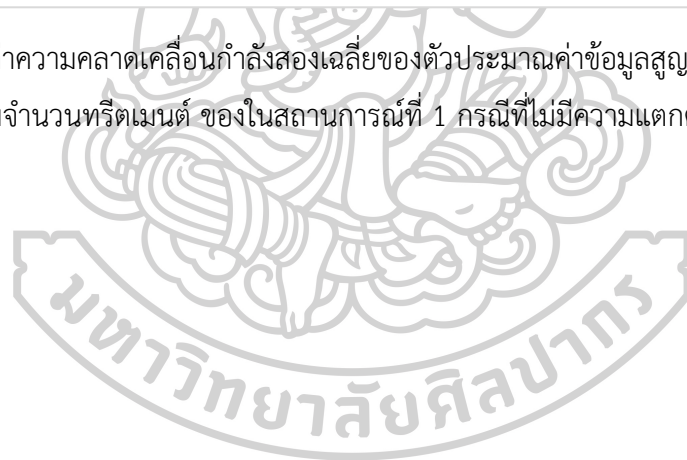 าความคลาดเคลื่อนกำลังสองเฉลี่ยของตัวประมาณค่าข้อมูลสูญ
จำนวนทรีตเมนต์ ของในสถานการณ์ที่ 1 กรณีที่ไม่มีความแตก
มหาวิทยาลัยศิลปากร